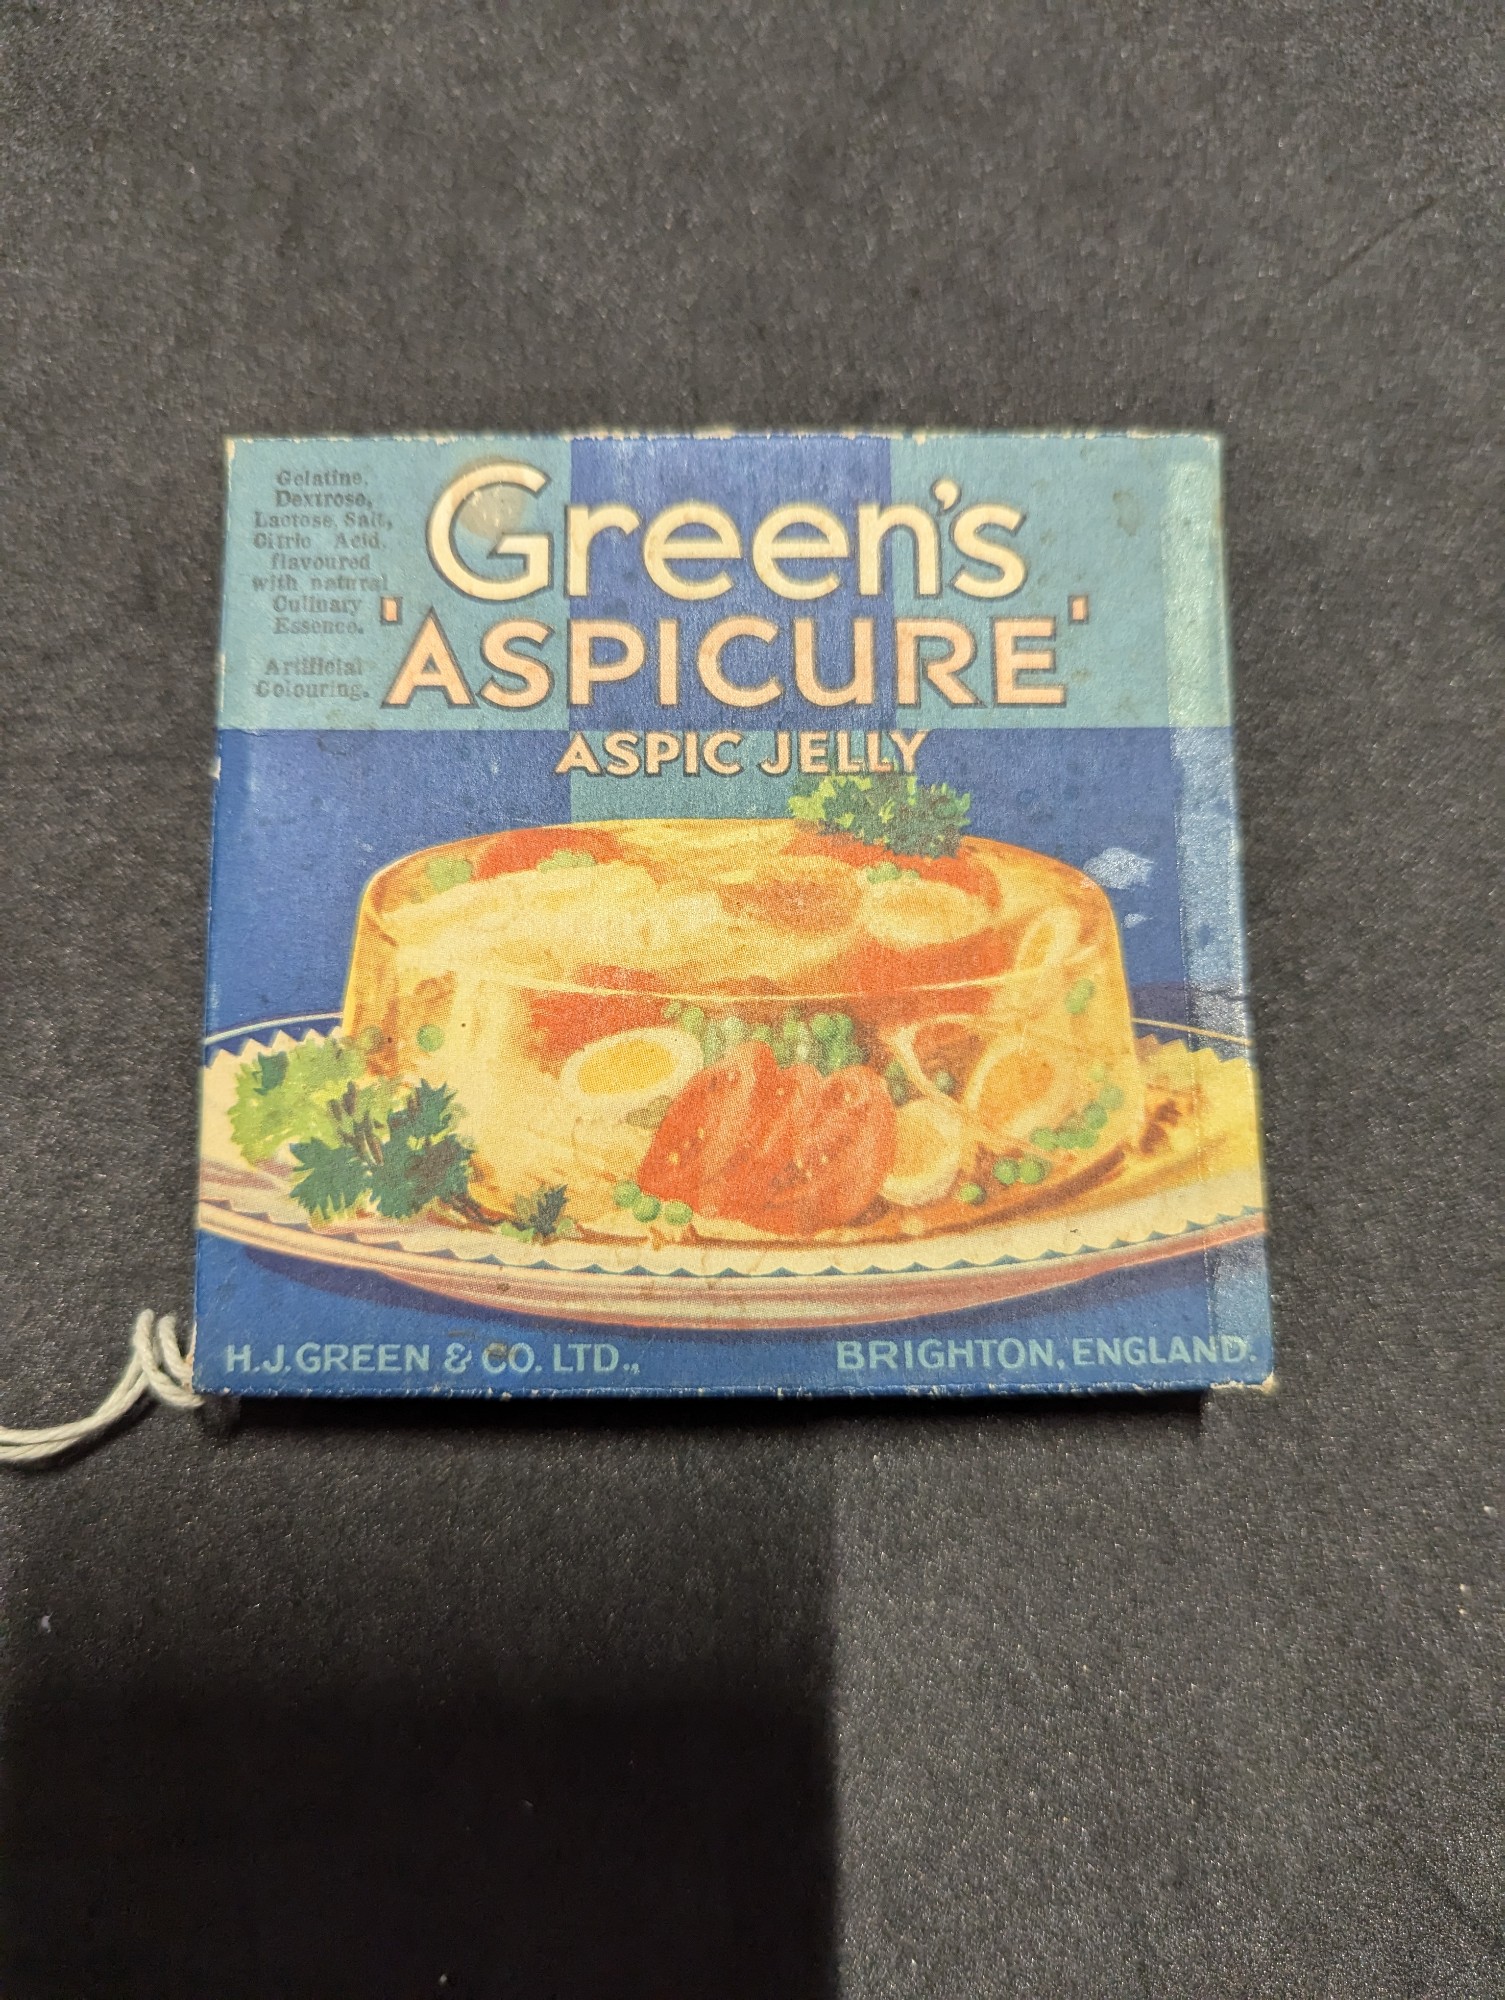 Gelatine,
Dextrose,
Lactose, Salt,
Citric Acid,
flavoured
with natural
Culinary
Essence.
Artificial
Colouring.
Green's
'ASPICURE'
ASPIC JELLY
H.J. GREEN & CO. LTD.,
BRIGHTON, ENGLAND.